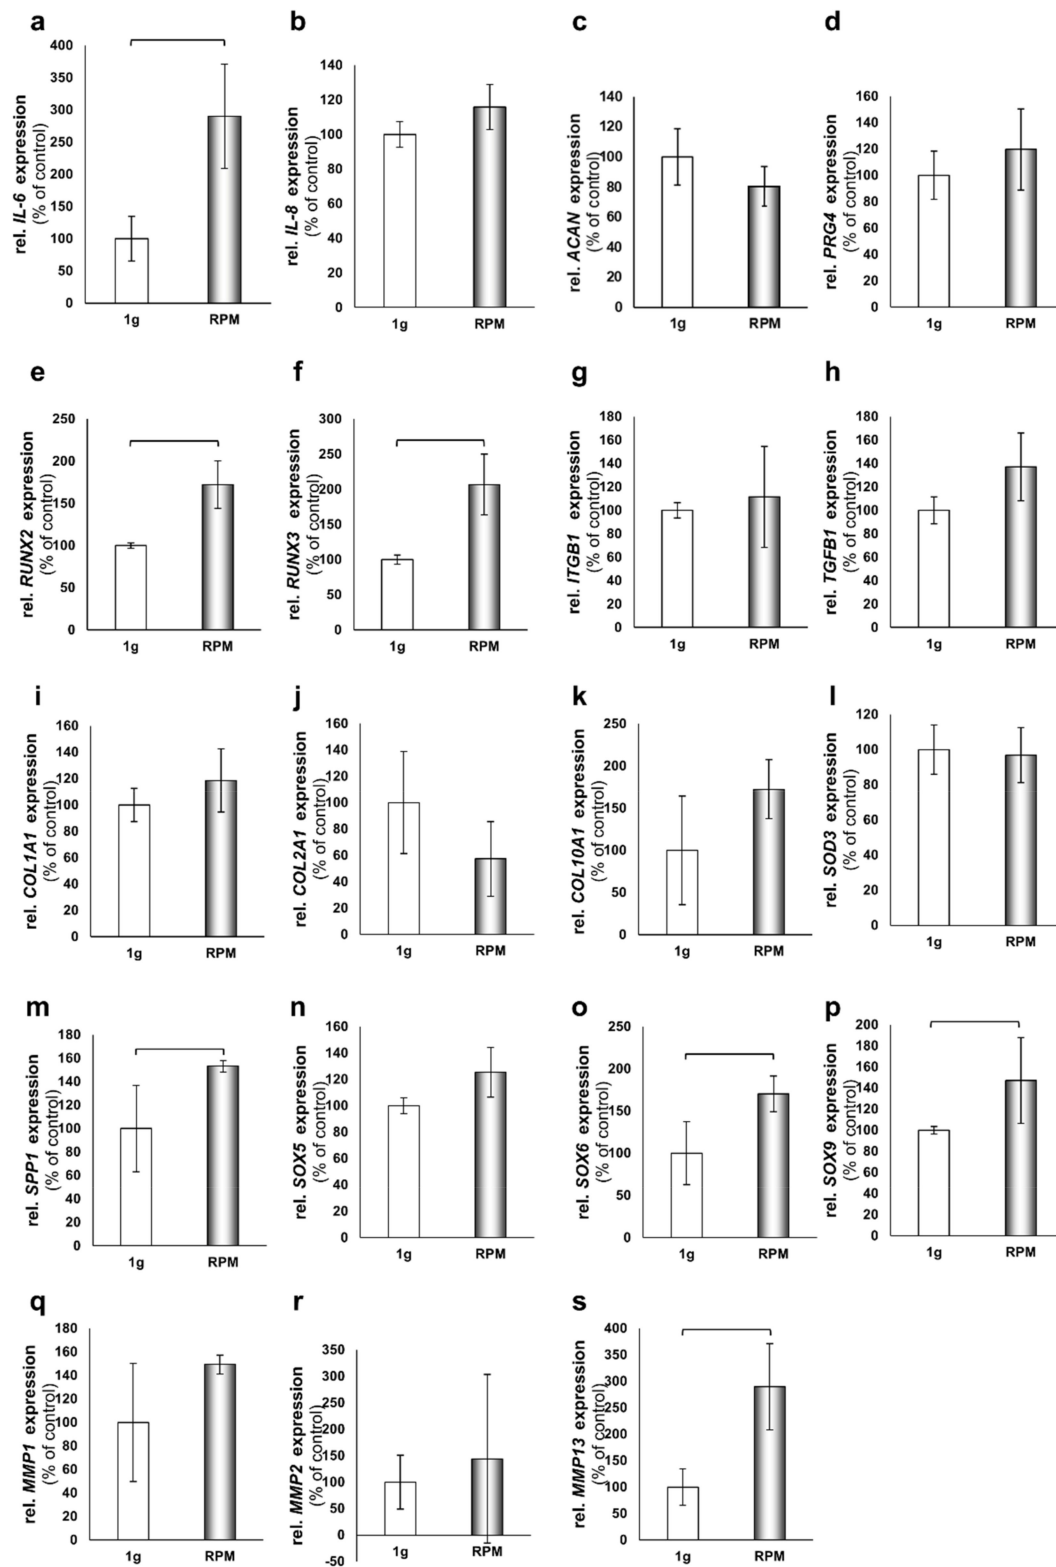 a
rel. IL-6 expression
(% of control)
400
350
300
250
200
150
100
50
0
1g RPM
b
rel. IL-8 expression
(% of control)
140
120
100
80
60
40
20
0
1g RPM
c
rel. ACAN expression
(% of control)
140
120
100
80
60
40
20
0
1g RPM
d
rel. PRG4 expression
(% of control)
160
140
120
100
80
60
40
20
0
1g RPM
e
rel. RUNX2 expression
(% of control)
250
200
150
100
50
0
1g RPM
f
rel. RUNX3 expression
(% of control)
300
250
200
150
100
50
0
1g RPM
g
rel. ITGB1 expression
(% of control)
180
160
140
120
100
80
60
40
20
0
1g RPM
h
rel. TGFB1 expression
(% of control)
180
160
140
120
100
80
60
40
20
0
1g RPM
i
rel. COL1A1 expression
(% of control)
160
140
120
100
80
60
40
20
0
1g RPM
j
rel. COL2A1 expression
(% of control)
160
140
120
100
80
60
40
20
0
1g RPM
k
rel. COL10A1 expression
(% of control)
250
200
150
100
50
0
1g RPM
l
rel. SOD3 expression
(% of control)
120
100
80
60
40
20
0
1g RPM
m
rel. SPP1 expression
(% of control)
180
160
140
120
100
80
60
40
20
0
1g RPM
n
rel. SOX5 expression
(% of control)
160
140
120
100
80
60
40
20
0
1g RPM
o
rel. SOX6 expression
(% of control)
250
200
150
100
50
0
1g RPM
p
rel. SOX9 expression
(% of control)
200
180
160
140
120
100
80
60
40
20
0
1g RPM
q
rel. MMP1 expression
(% of control)
180
160
140
120
100
80
60
40
20
0
1g RPM
r
rel. MMP2 expression
(% of control)
350
300
250
200
150
100
50
0
-50
1g RPM
s
rel. MMP13 expression
(% of control)
400
350
300
250
200
150
100
50
0
1g RPM